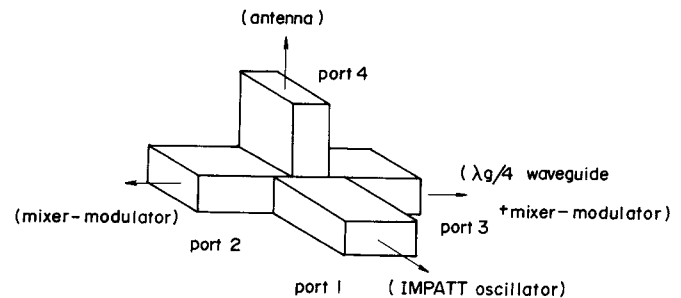 (antenna)
port 4
(λg/4 waveguide
+mixer-modulator)
port 3
(mixer-modulator)
port 2
port 1
(IMPATT oscillator)